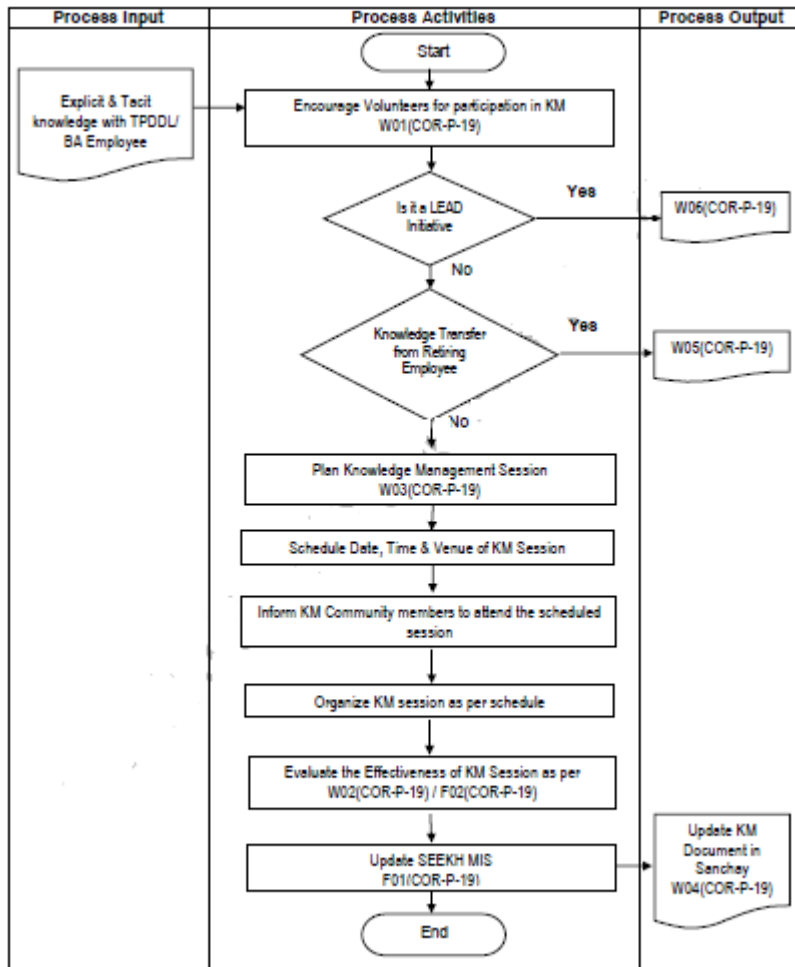 Process Input
Process Activities
Process Output
Start
Explicit & Tacit
knowledge with TPDDL/
BA Employee
Encourage Volunteers for participation in KM
W01(COR-P-19)
Is it a LEAD
Initiative
Yes
W06(COR-P-19)
No
Knowledge Transfer
from Retiring
Employee
Yes
W05(COR-P-19)
No
Plan Knowledge Management Session
W03(COR-P-19)
Schedule Date, Time & Venue of KM Session
Inform KM Community members to attend the scheduled
session
Organize KM session as per schedule
Evaluate the Effectiveness of KM Session as per
W02(COR-P-19) / F02(COR-P-19)
Update SEEKH MIS
F01(COR-P-19)
Update KM
Document in
Sanchay
W04(COR-P-19)
End